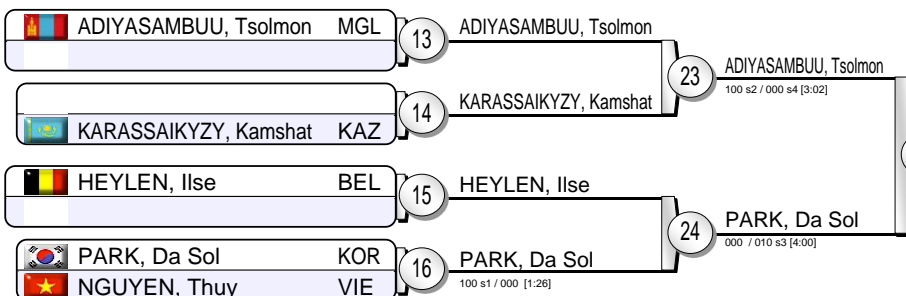 ADIYASAMBUU, Tsolmon MGL
13
ADIYASAMBUU, Tsolmon
23
ADIYASAMBUU, Tsolmon
100 s2 / 000 s4 [3:02]
14
KARASSAIKYZY, Kamshat
KARASSAIKYZY, Kamshat KAZ
HEYLEN, Ilse BEL
15
HEYLEN, Ilse
24
PARK, Da Sol
000 / 010 s3 [4:00]
PARK, Da Sol KOR
16
PARK, Da Sol
100 s1 / 000 [1:26]
NGUYEN, Thuy VIE